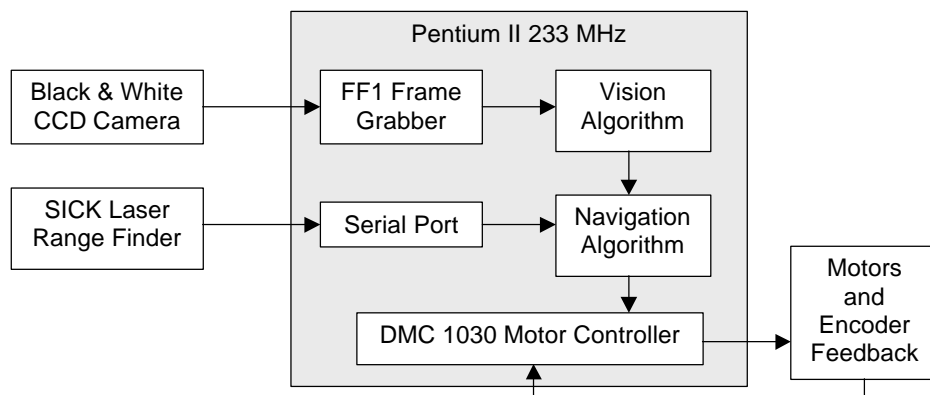 Pentium II 233 MHz
Black & White
CCD Camera
FF1 Frame
Grabber
Vision
Algorithm
SICK Laser
Range Finder
Serial Port
Navigation
Algorithm
DMC 1030 Motor Controller
Motors
and
Encoder
Feedback